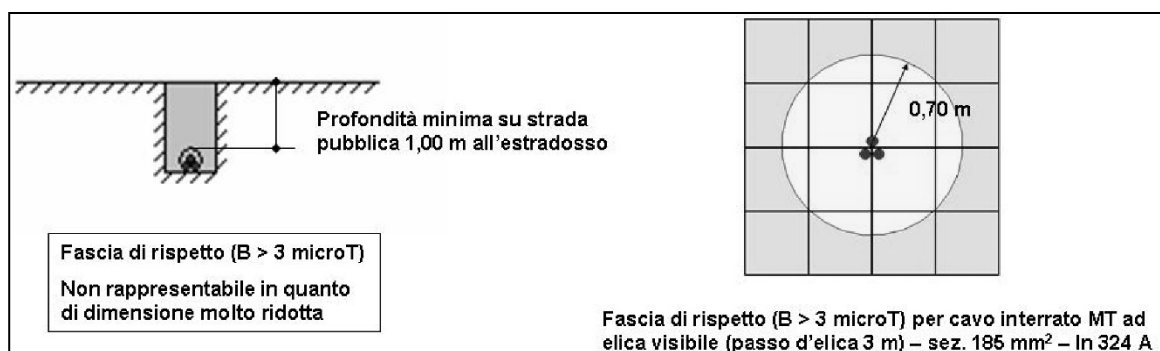 Profondità minima su strada
pubblica 1,00 m all'estradosso
Fascia di rispetto (B > 3 microT)
Non rappresentabile in quanto
di dimensione molto ridotta
0,70 m
Fascia di rispetto (B > 3 microT) per cavo interrato MT ad
elica visibile (passo d'elica 3 m) – sez. 185 mm² – In 324 A